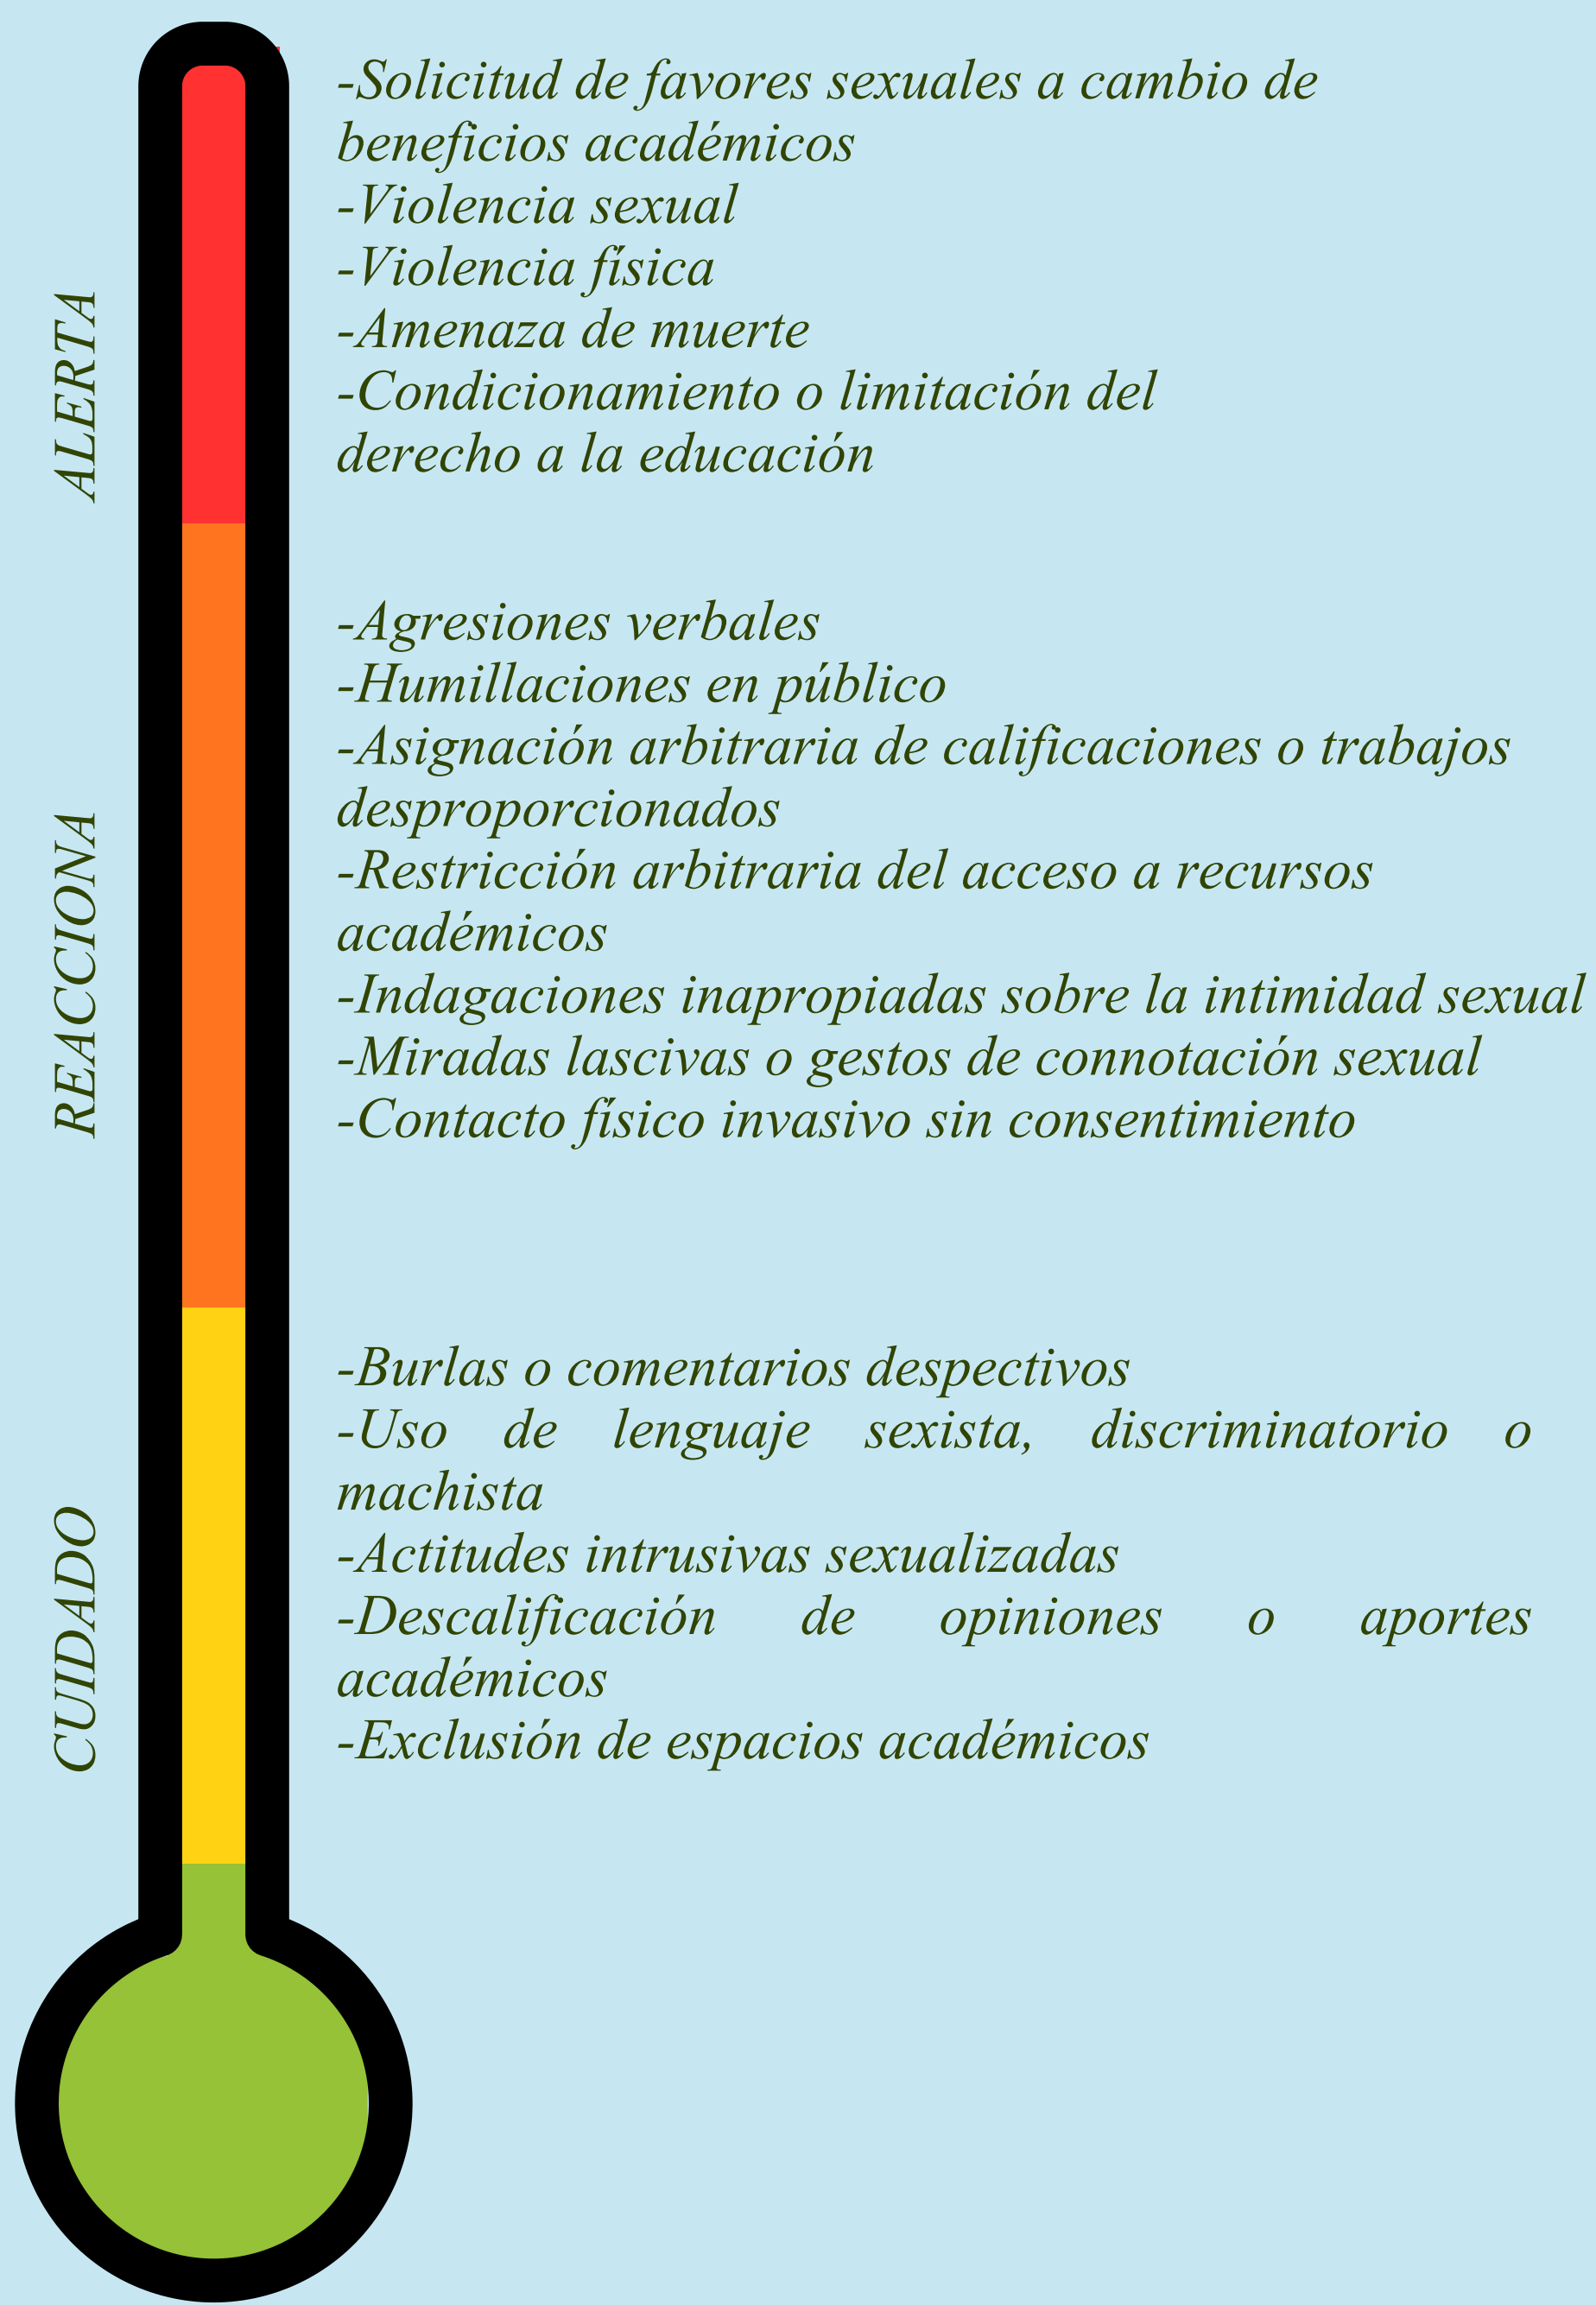 ALERTA
-Solicitud de favores sexuales a cambio de
beneficios académicos
-Violencia sexual
-Violencia física
-Amenaza de muerte
-Condicionamiento o limitación del
derecho a la educación
REACCIONA
-Agresiones verbales
-Humillaciones en público
-Asignación arbitraria de calificaciones o trabajos
desproporcionados
-Restricción arbitraria del acceso a recursos
académicos
-Indagaciones inapropiadas sobre la intimidad sexual
-Miradas lascivas o gestos de connotación sexual
-Contacto físico invasivo sin consentimiento
CUIDADO
-Burlas o comentarios despectivos
-Uso de lenguaje sexista, discriminatorio o
machista
-Actitudes intrusivas sexualizadas
-Descalificación de opiniones o aportes
académicos
-Exclusión de espacios académicos